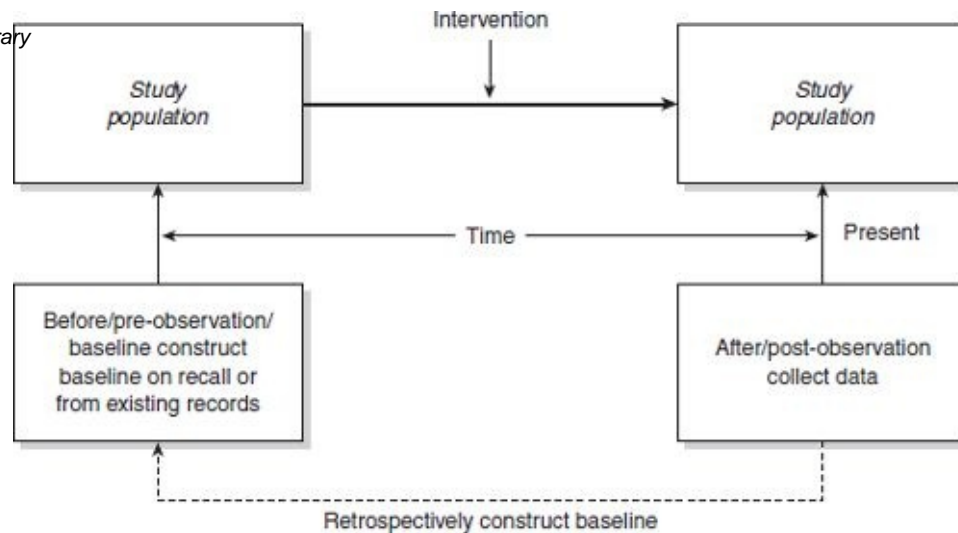 Intervention
rary
Study
population
Study
population
Time
Present
Before/pre-observation/
baseline construct
baseline on recall or
from existing records
After/post-observation
collect data
Retrospectively construct baseline